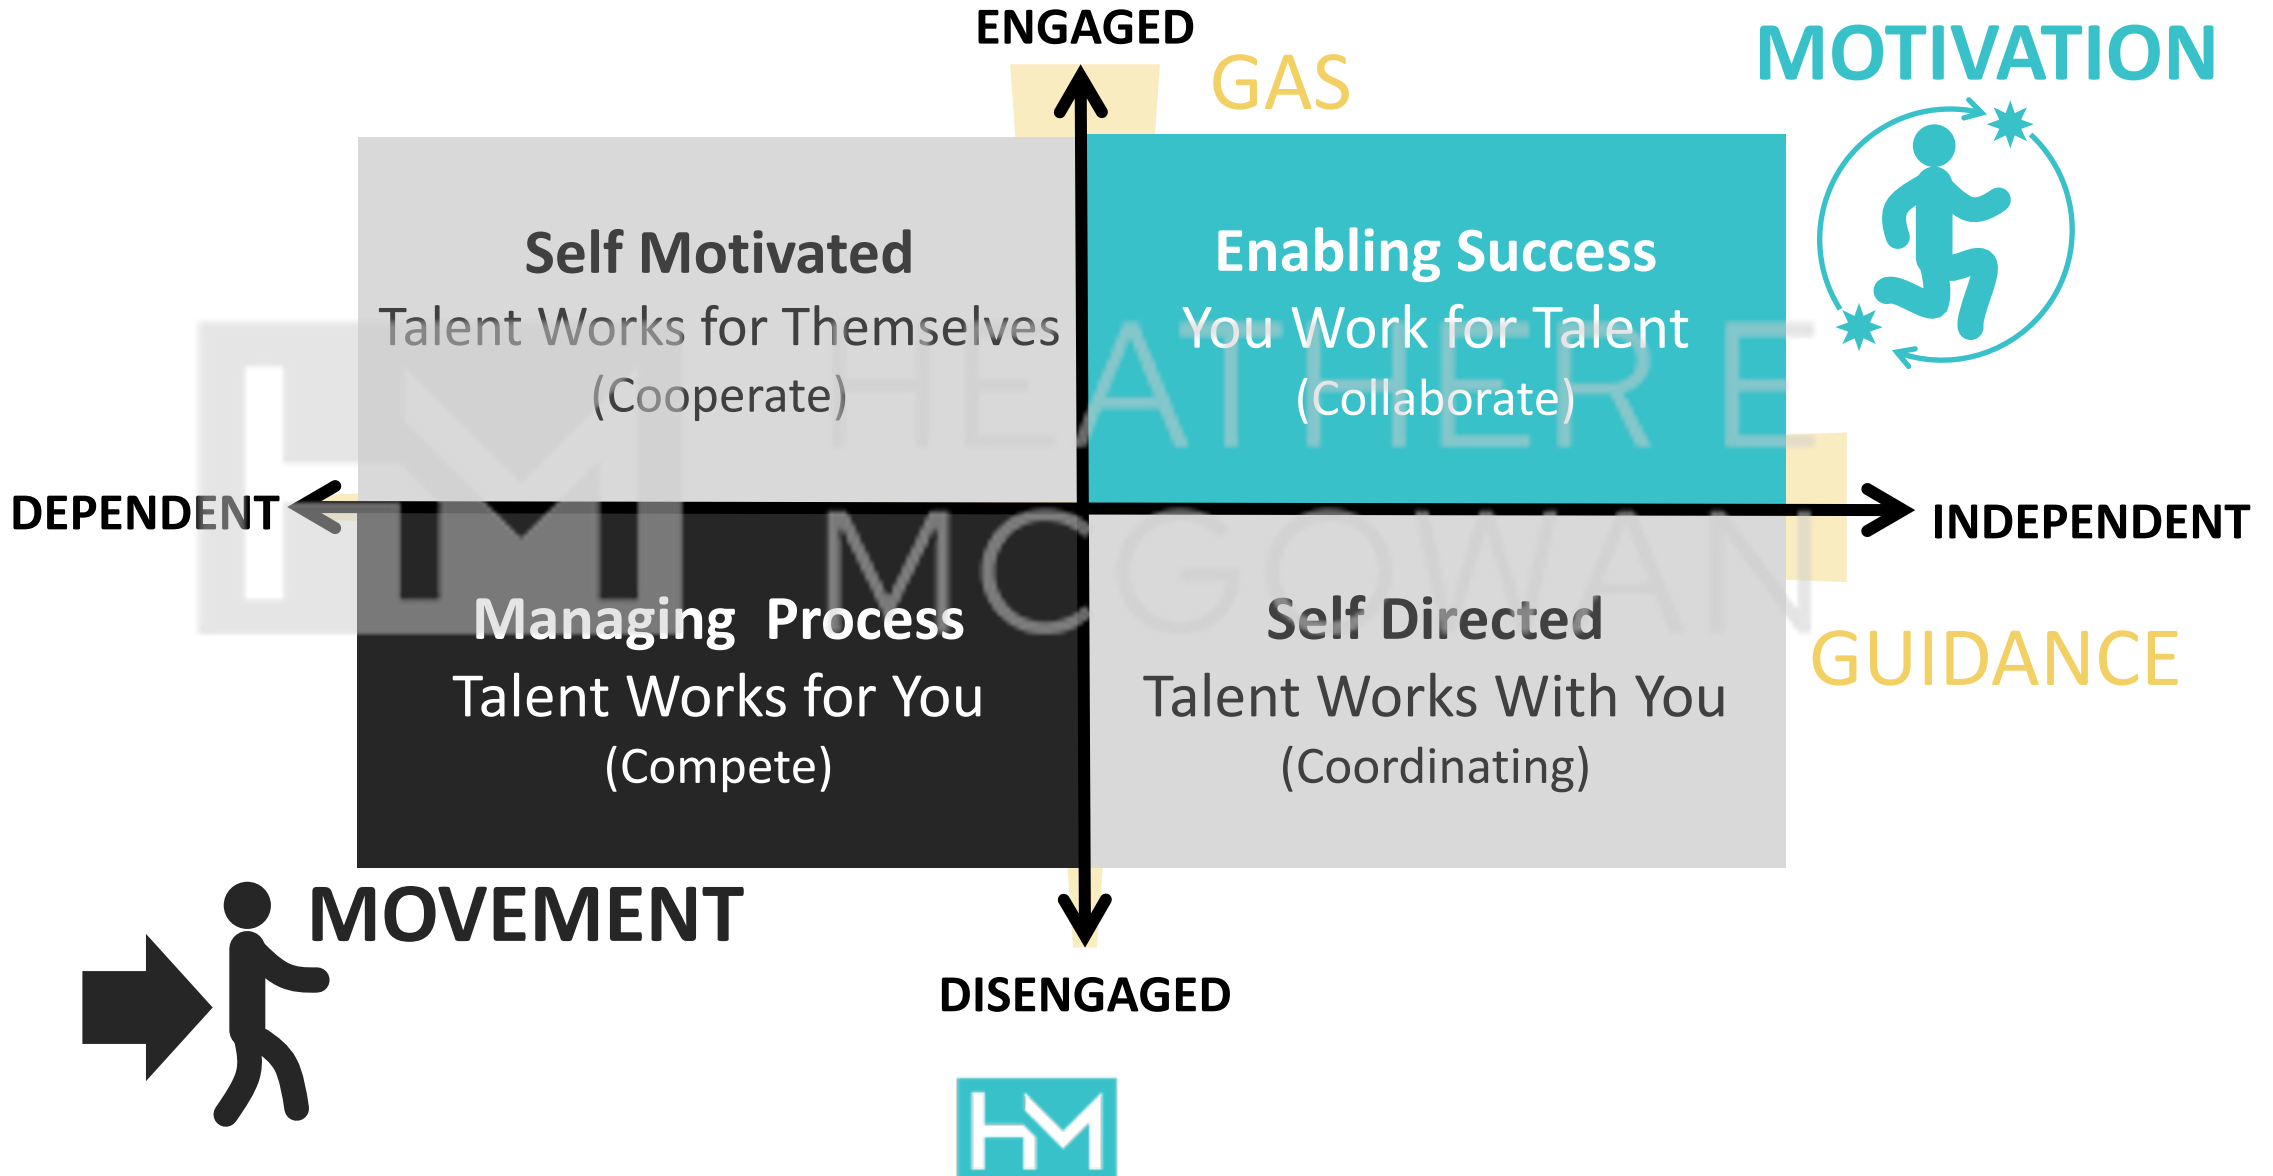 ENGAGED
GAS
MOTIVATION
Self Motivated
Talent Works for Themselves
(Cooperate)
Enabling Success
You Work for Talent
(Collaborate)
HEATHER E
MCGOWAN
DEPENDENT
INDEPENDENT
Managing  Process
Talent Works for You
(Compete)
Self Directed
Talent Works With You
(Coordinating)
GUIDANCE
MOVEMENT
DISENGAGED
HM